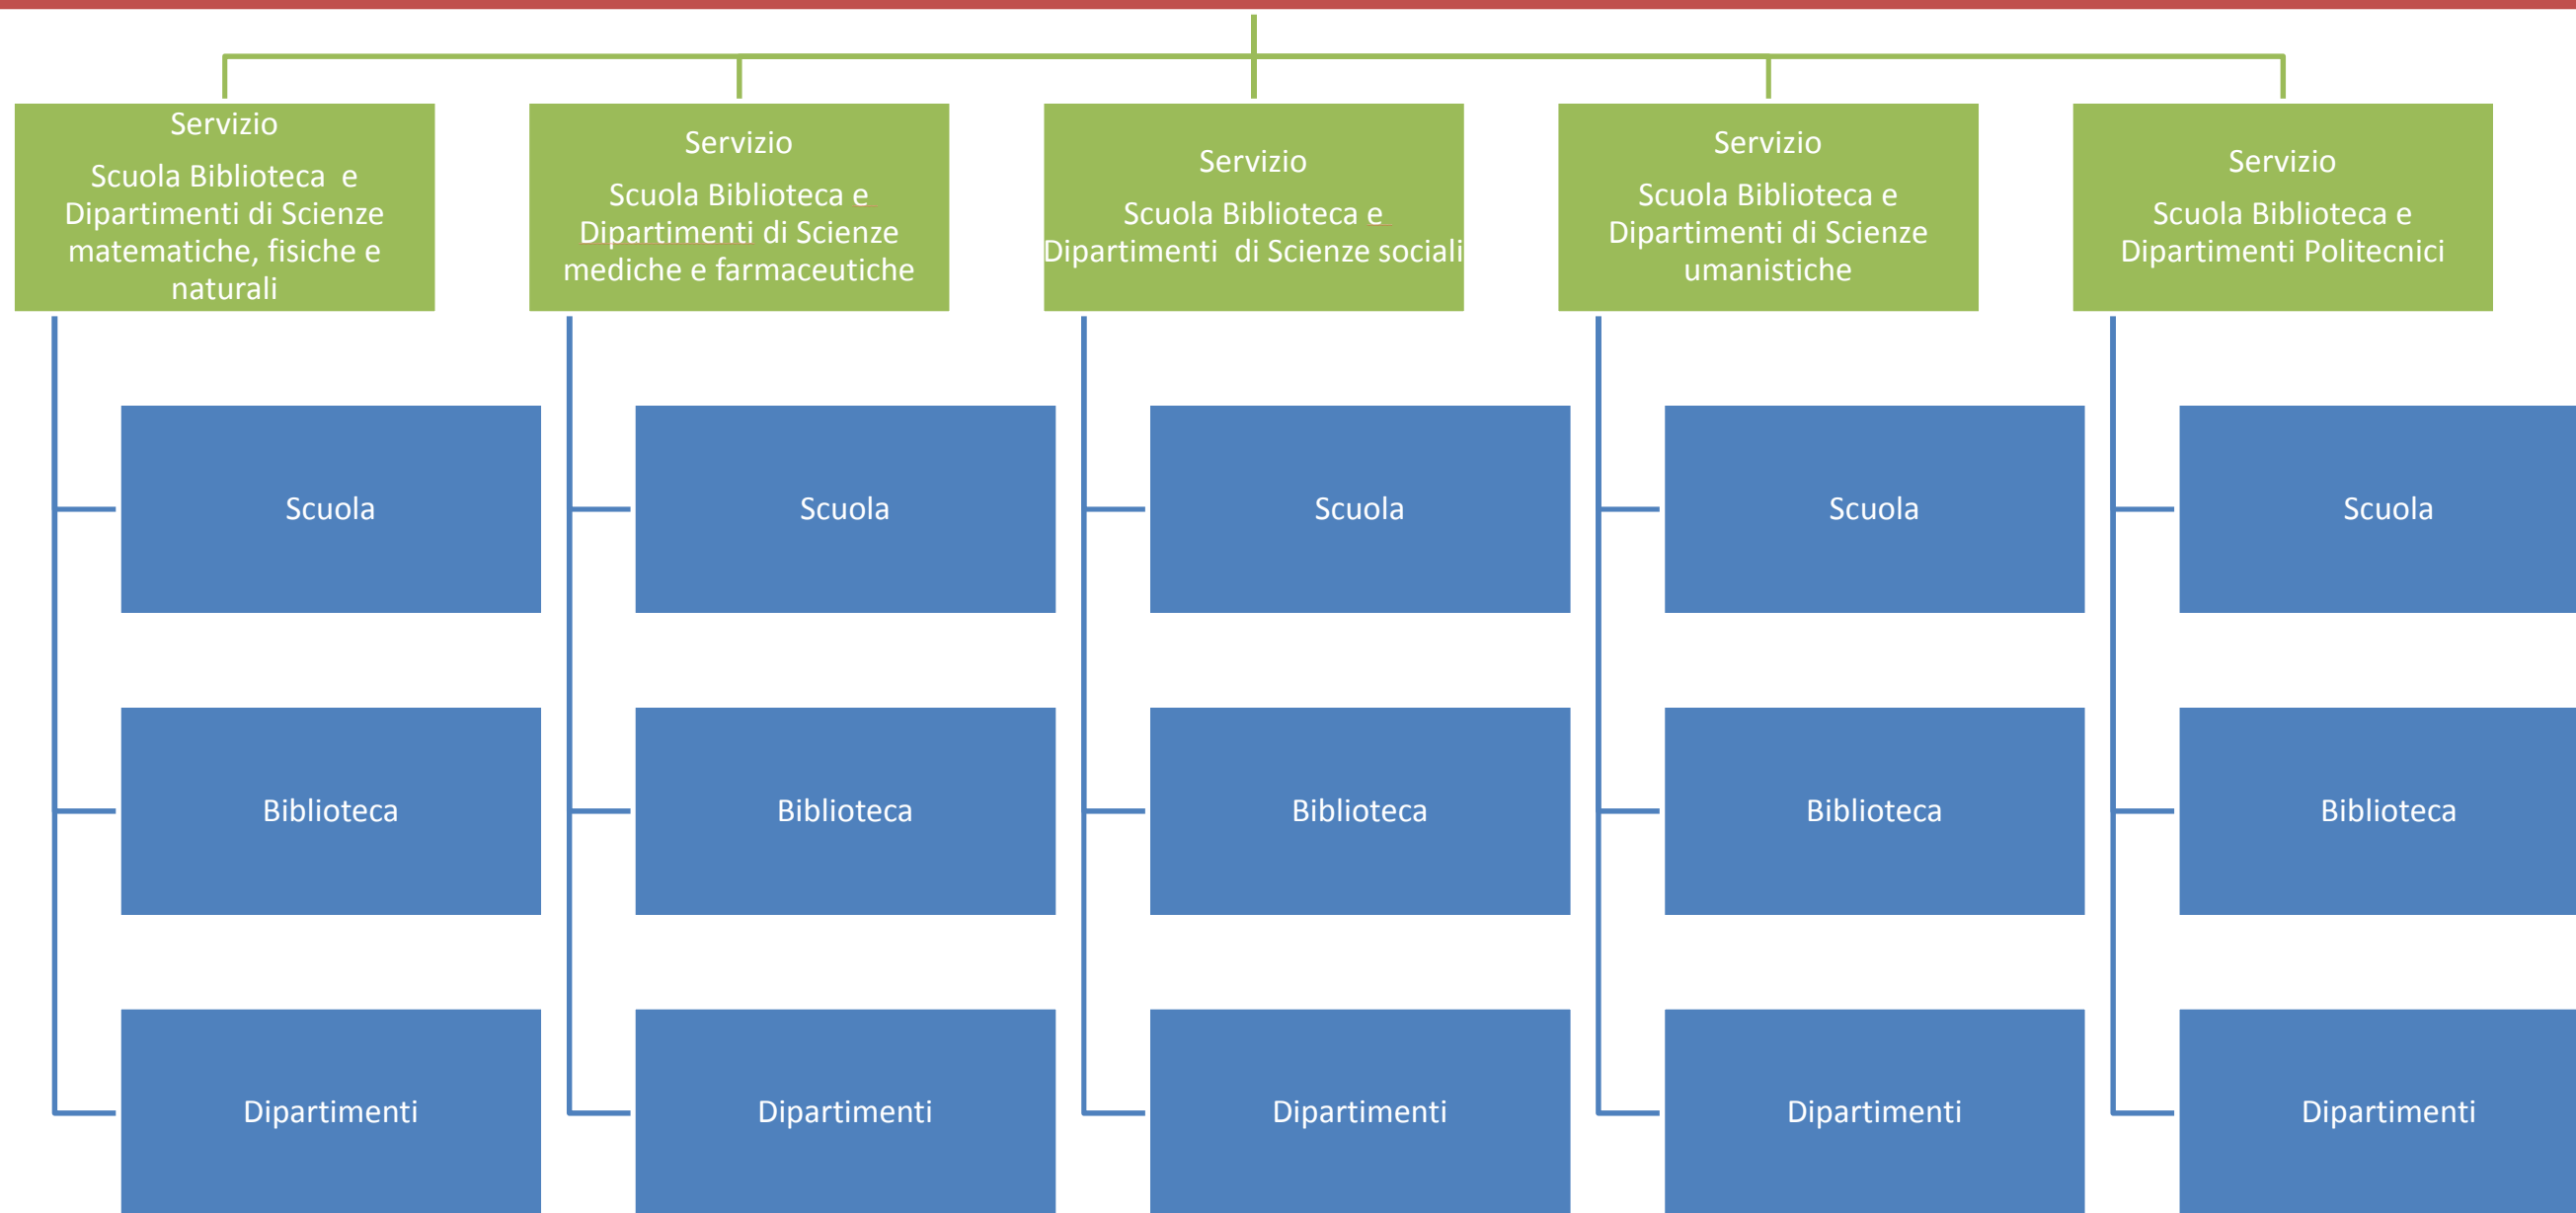 Servizio
Scuola Biblioteca  e
Dipartimenti di Scienze
matematiche, fisiche e
naturali
Servizio
Scuola Biblioteca e
Dipartimenti di Scienze
mediche e farmaceutiche
Servizio
Scuola Biblioteca e
Dipartimenti  di Scienze sociali
Servizio
Scuola Biblioteca e
Dipartimenti di Scienze
umanistiche
Servizio
Scuola Biblioteca e
Dipartimenti Politecnici
Scuola
Scuola
Scuola
Scuola
Scuola
Biblioteca
Biblioteca
Biblioteca
Biblioteca
Biblioteca
Dipartimenti
Dipartimenti
Dipartimenti
Dipartimenti
Dipartimenti